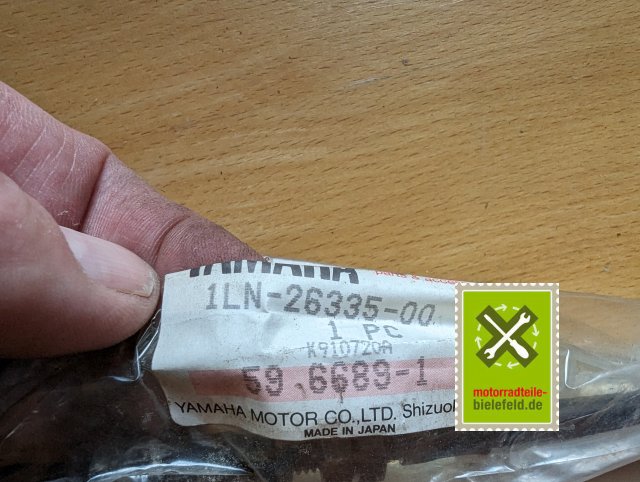 YAMAHA
1LN-26335-00
1 PC
K910720A
59,6689-1
YAMAHA MOTOR CO.,LTD. Shizuo
MADE IN JAPAN
motorradteile-
bielefeld.de